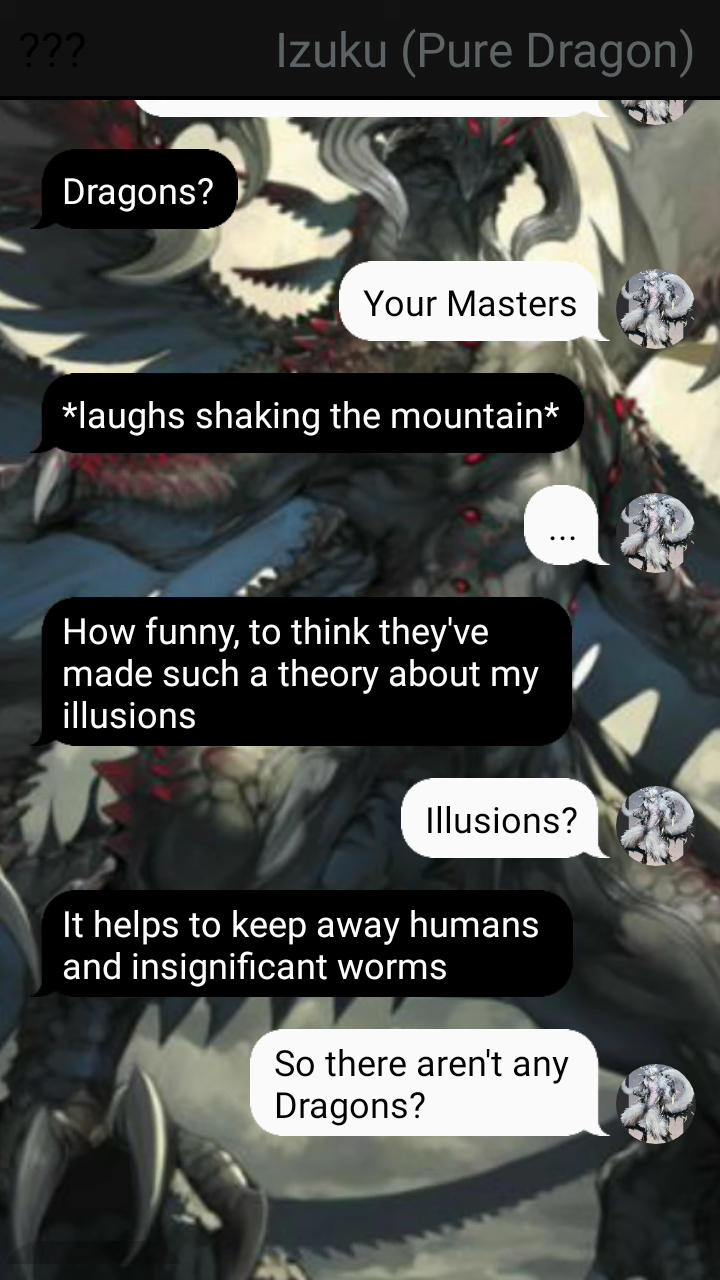 ??? Izuku (Pure Dragon)
Dragons?
Your Masters
*laughs shaking the mountain*
...
How funny, to think they've
made such a theory about my
illusions
Illusions?
It helps to keep away humans
and insignificant worms
So there aren't any
Dragons?